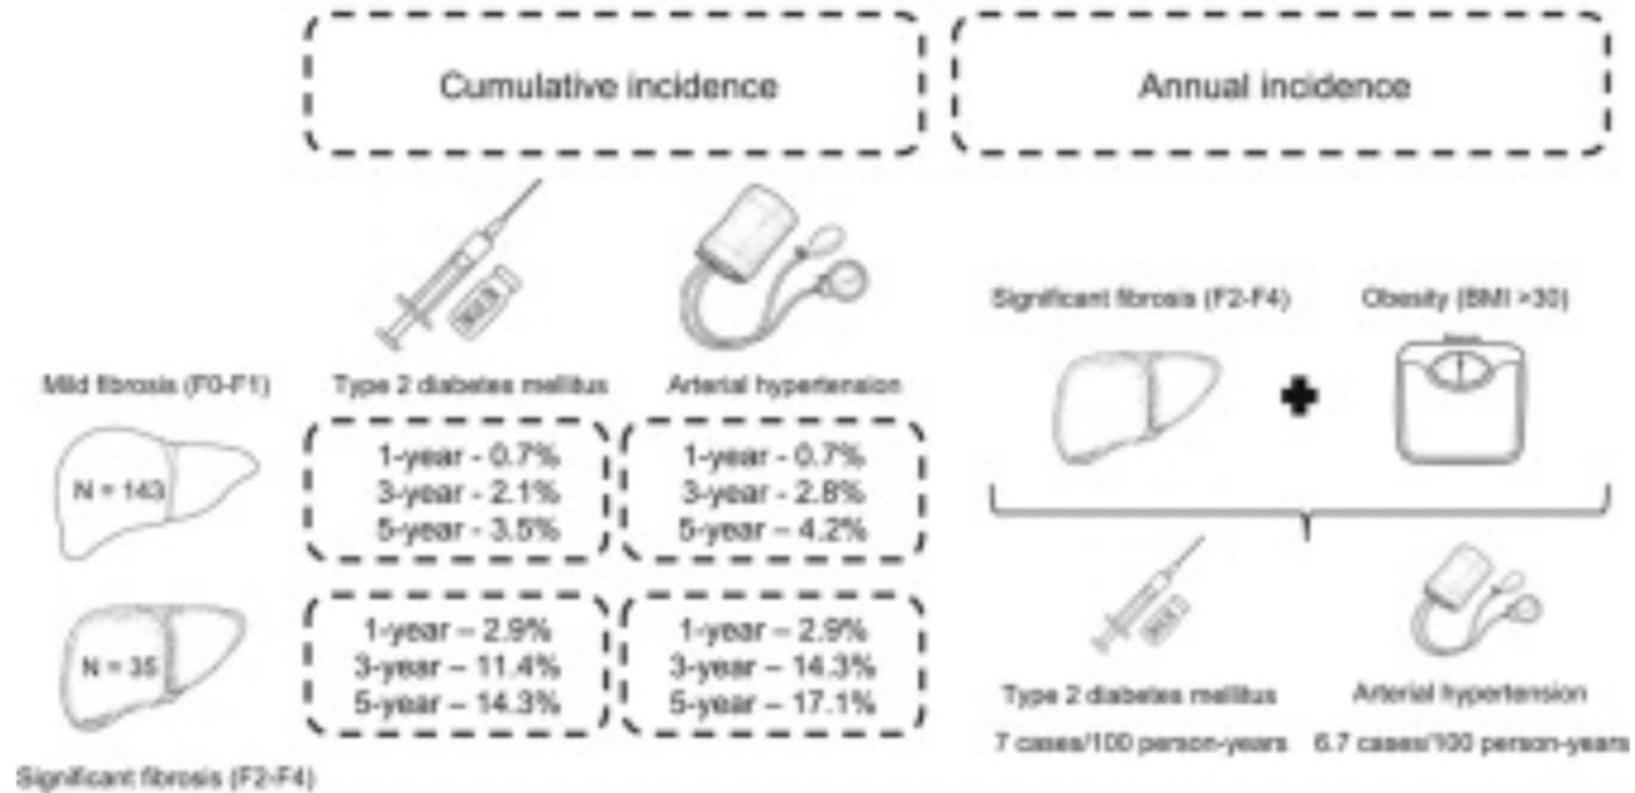 Cumulative incidence
Annual incidence
Significant fibrosis (F2-F4)
Obesity (BMI >30)
Mild fibrosis (F0-F1)
Type 2 diabetes mellitus
Arterial hypertension
N = 143
1-year - 0.7%
3-year - 2.1%
5-year - 3.5%
1-year - 0.7%
3-year - 2.8%
5-year – 4.2%
N = 35
1-year – 2.9%
3-year – 11.4%
5-year – 14.3%
1-year – 2.9%
3-year – 14.3%
5-year – 17.1%
Significant fibrosis (F2-F4)
Type 2 diabetes mellitus
7 cases/100 person-years
Arterial hypertension
6.7 cases/100 person-years